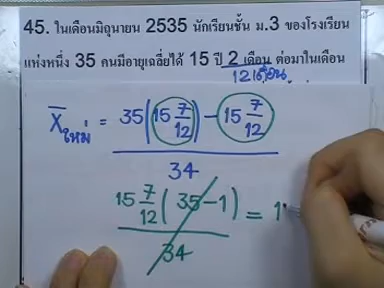 45. ในเดือนมิถุนายน 2535 นักเรียนชั้น ม.3 ของโรงเรียน
แห่งหนึ่ง 35 คนมีอายุเฉลี่ยได้ 15 ปี 2 เดือน ต่อมาในเดือน
12 เดือน
X̄ใหม่ = 35(15 7/12) - 15 7/12
34
15 7/12 ( 35 - 1 ) = 1
34